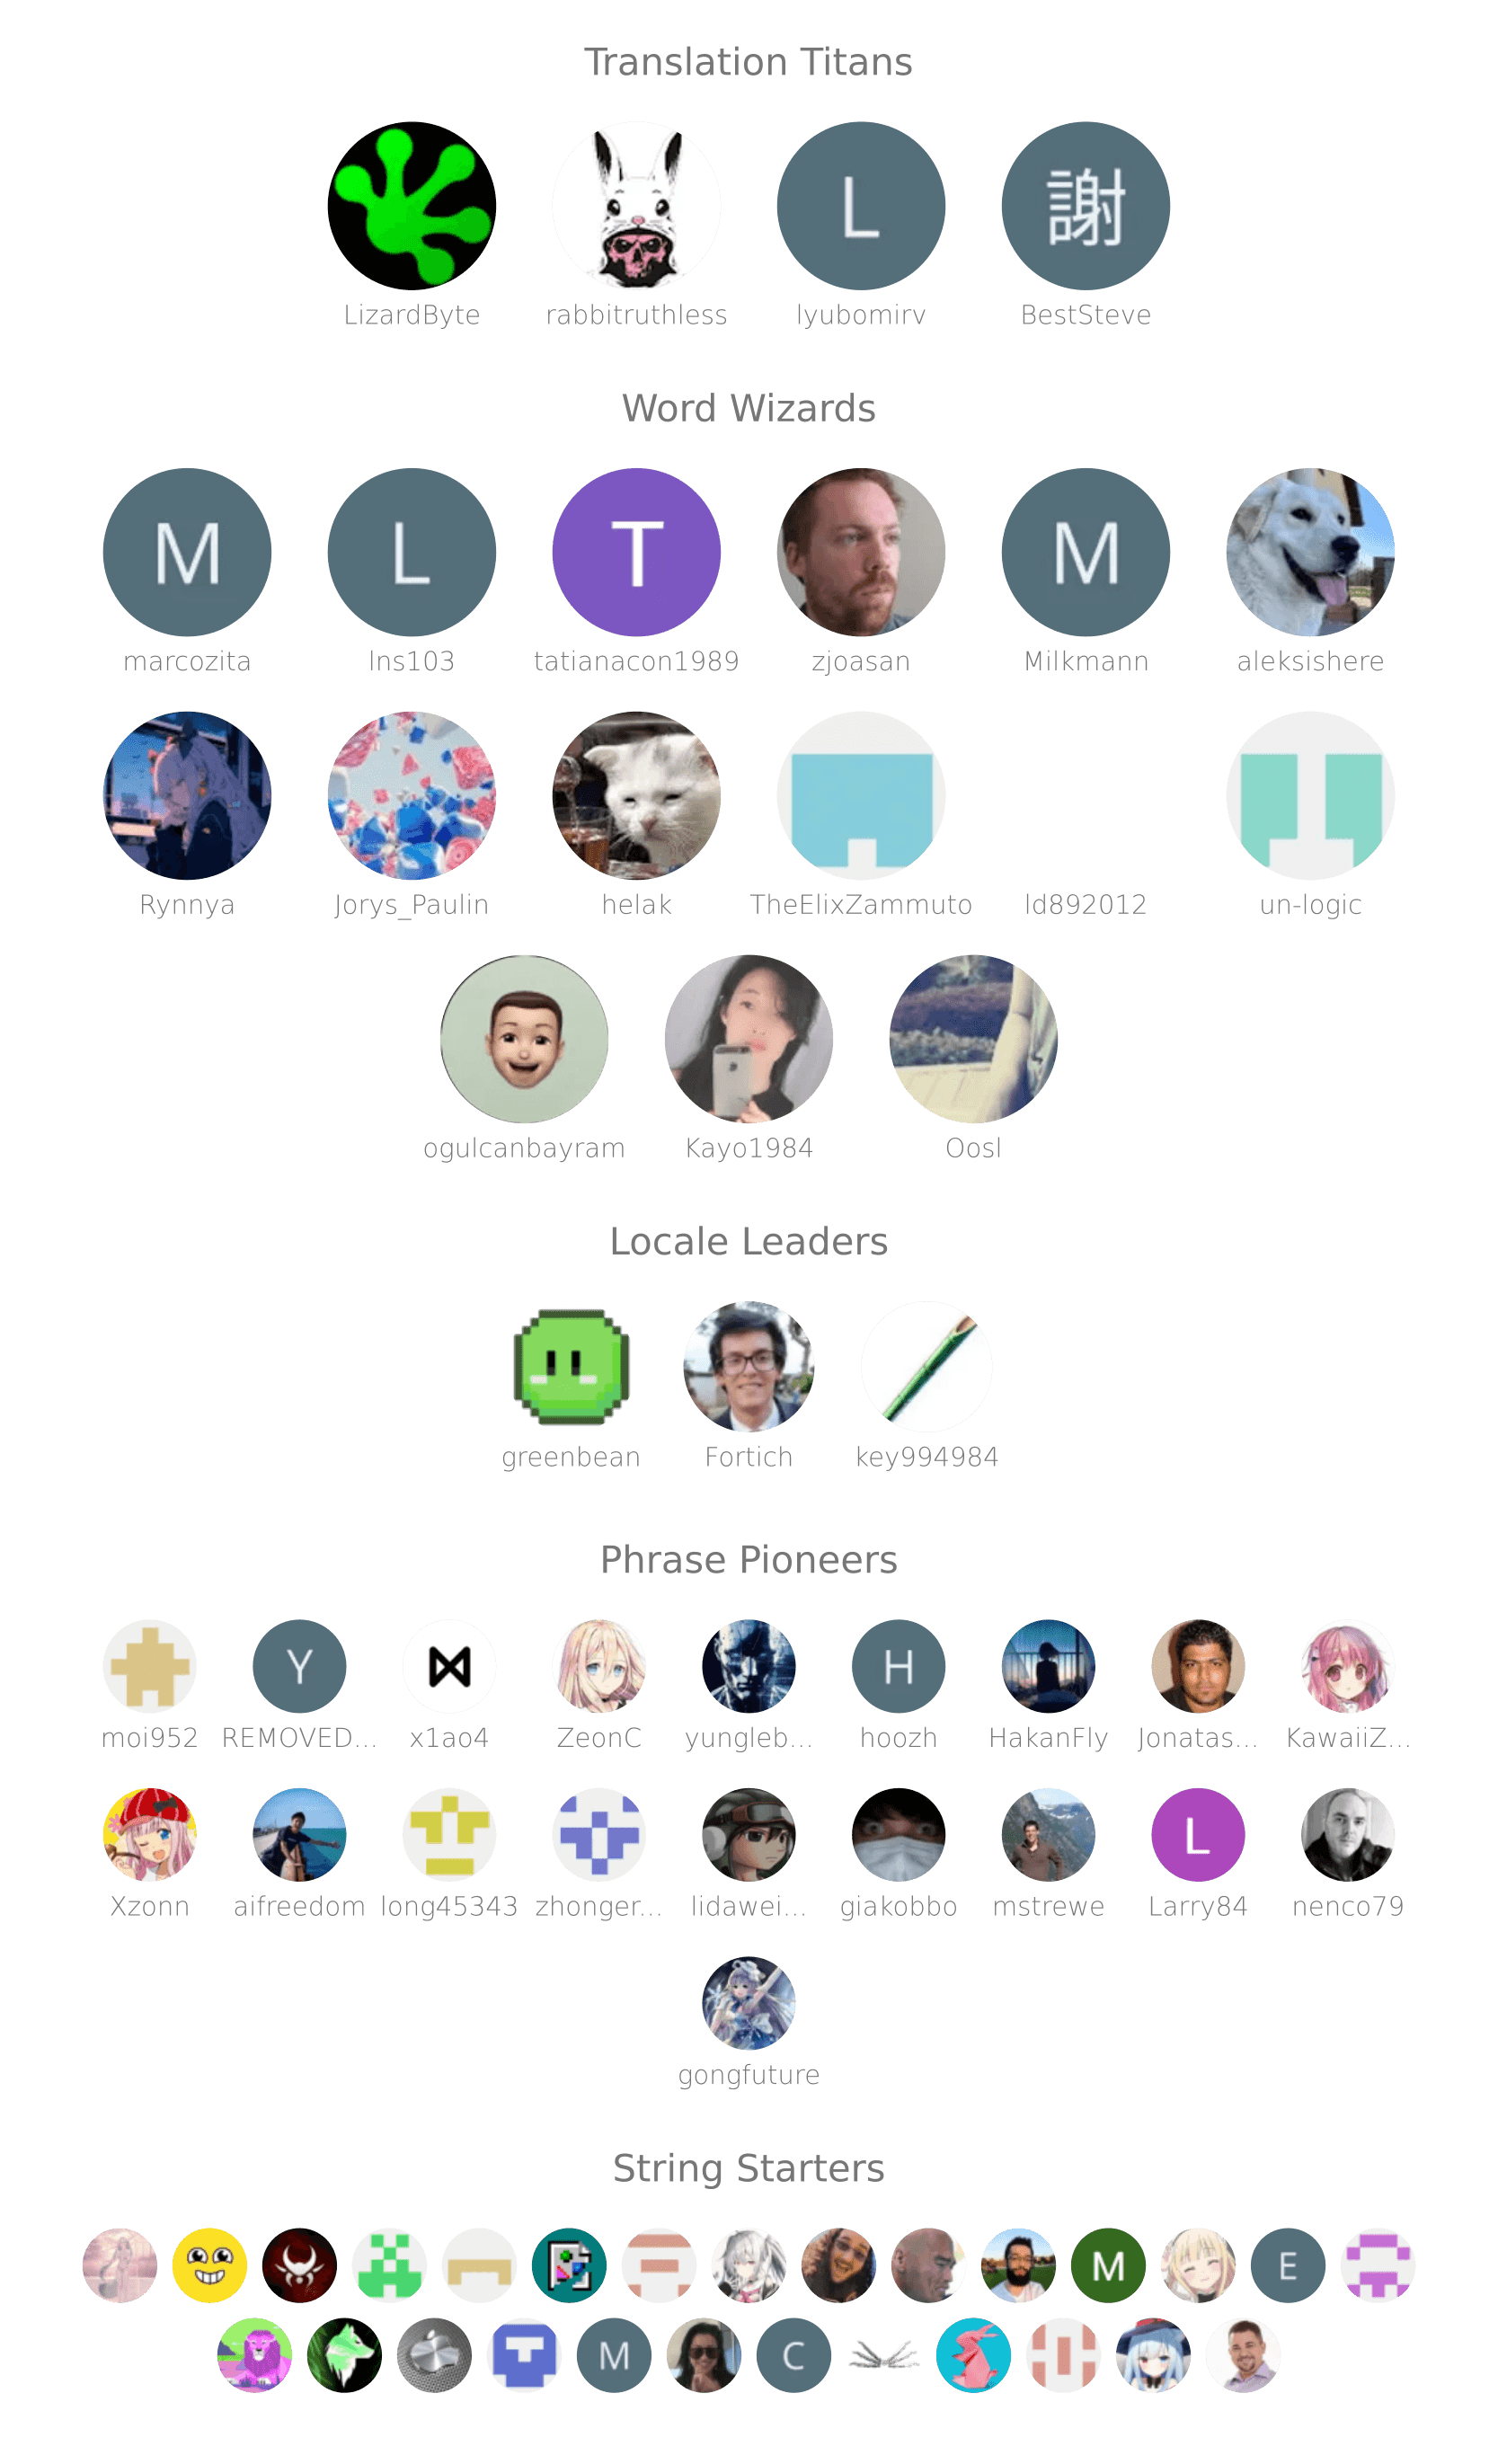 Translation Titans
L 謝
LizardByte rabbitruthless lyubomirv BestSteve
Word Wizards
M L T M
marcozita lns103 tatianacon1989 zjoasan Milkmann aleksishere
Rynnya Jorys_Paulin helak TheElixZammuto ld892012 un-logic
ogulcanbayram Kayo1984 Oosl
Locale Leaders
greenbean Fortich key994984
Phrase Pioneers
Y H
moi952 REMOVED... x1ao4 ZeonC yungleb... hoozh HakanFly Jonatas... KawaiiZ...
L
Xzonn aifreedom long45343 zhonger... lidawei... giakobbo mstrewe Larry84 nenco79
gongfuture
String Starters
M E
M C